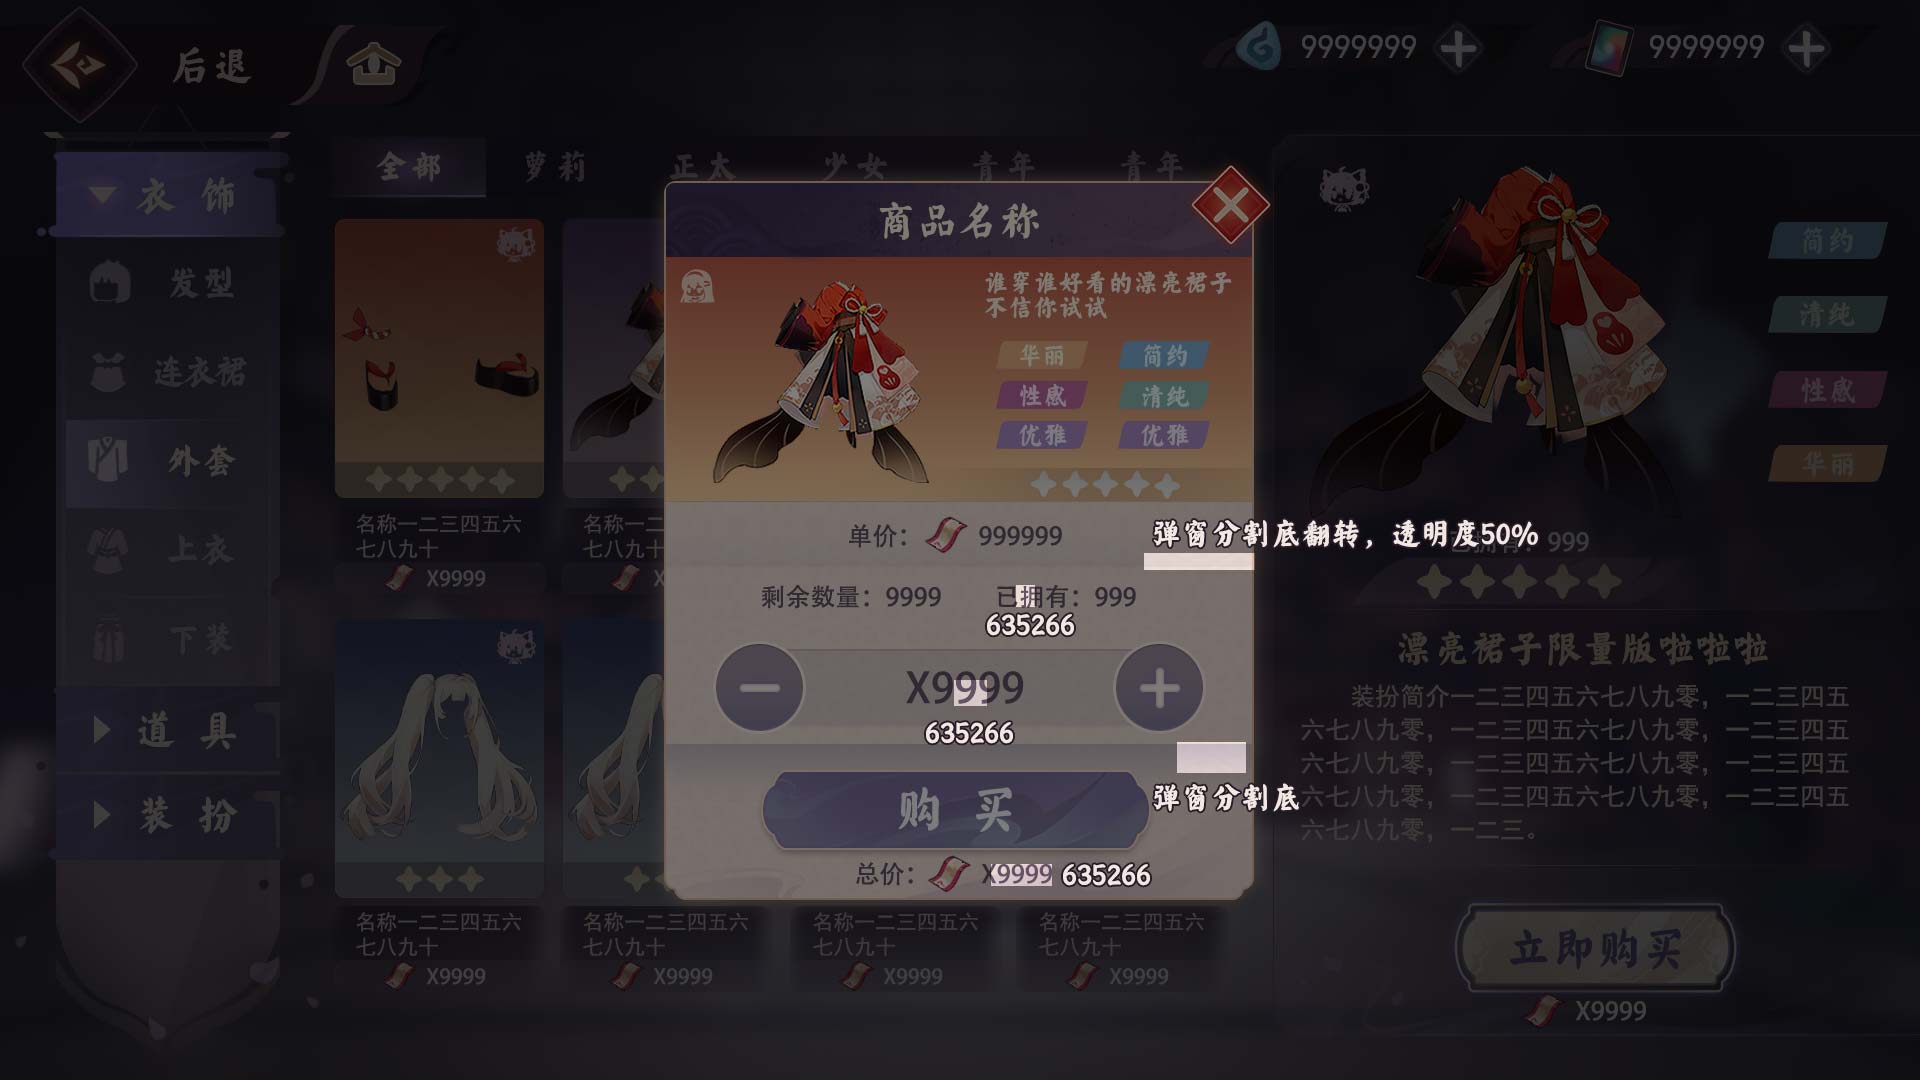 后退
9999999
9999999
衣饰
发型
连衣裙
外套
上衣
下装
道具
装扮
全部
萝莉
正太
少女
青年
青年
名称一二三四五六
七八九十
X9999
名称一二
七八九十
X
名称一二三四五六
七八九十
X9999
名称一二三四五六
七八九十
X9999
名称一二三四五六
七八九十
X9999
名称一二三四五六
七八九十
X9999
商品名称
谁穿谁好看的漂亮裙子
不信你试试
华丽
简约
性感
清纯
优雅
优雅
单价：
999999
弹窗分割底翻转，透明度50%
剩余数量：9999
已拥有：999
635266
X9999
635266
购买
弹窗分割底
总价：
X9999
635266
简约
清纯
性感
华丽
已拥有：999
漂亮裙子限量版啦啦啦
装扮简介一二三四五六七八九零，一二三四五
六七八九零，一二三四五六七八九零，一二三四五
六七八九零，一二三四五六七八九零，一二三四五
六七八九零，一二三四五六七八九零，一二三四五
六七八九零，一二三。
立即购买
X9999